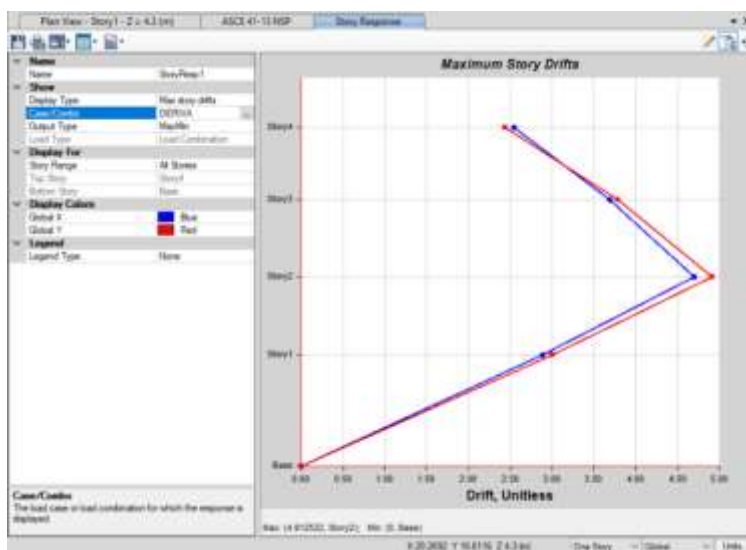 Plan View - Story1 - Z = 4.3 (m)
ASCE 41-13 NSP
Story Response
Name
Name StoryResp1
Show
Display Type Max story drifts
Case/Combo DERIVA
Output Type Max/Min
Load Type Load Combination
Display For
Story Range All Stories
Top Story Story4
Bottom Story Base
Display Colors
Global X Blue
Global Y Red
Legend
Legend Type None
Case/Combo
The load case or load combination for which the response is
displayed.
Maximum Story Drifts
Story4
Story3
Story2
Story1
Base
0.00 0.50 1.00 1.50 2.00 2.50 3.00 3.50 4.00 4.50 5.00
Drift, Unitless
Max: (4.912522, Story2); Min: (0, Base)
One Story
Global
Units